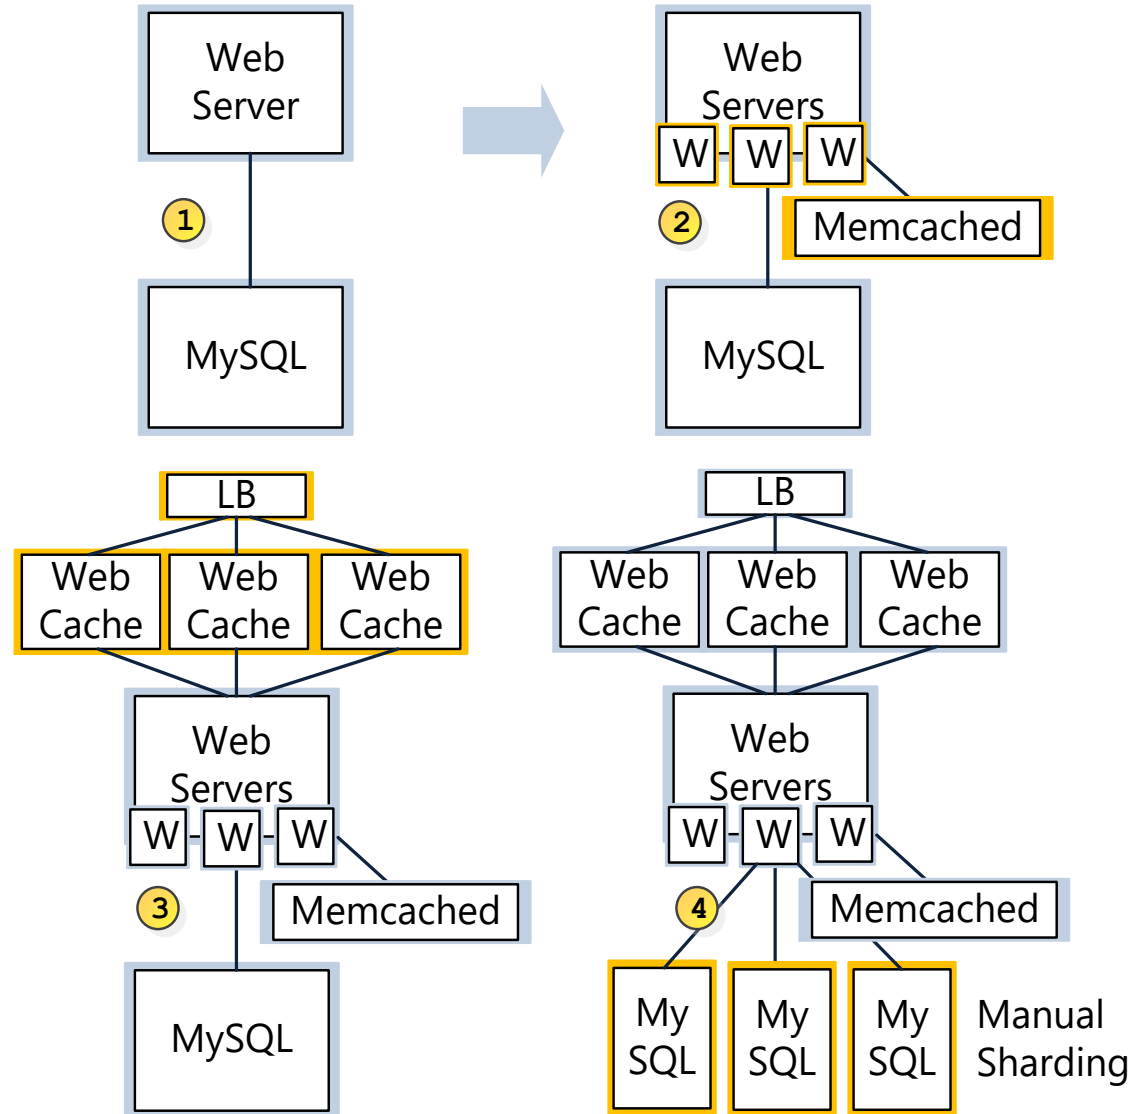 Web
Server
1
MySQL
Web
Servers
W W W
2
Memcached
MySQL
LB
Web Cache
Web Cache
Web Cache
Web
Servers
W W W
3
Memcached
MySQL
LB
Web Cache
Web Cache
Web Cache
Web
Servers
W W W
4
Memcached
My
SQL
My
SQL
My
SQL
Manual
Sharding